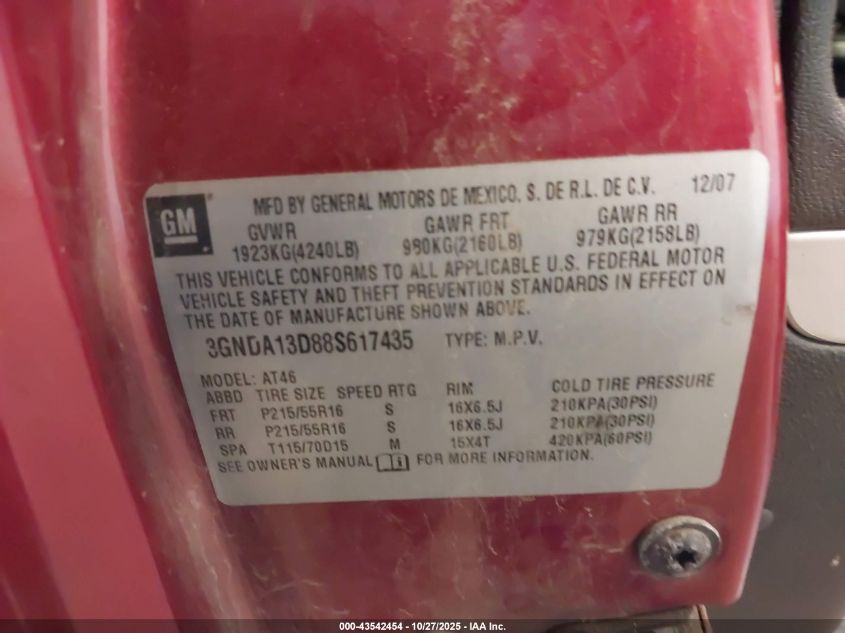 GM
MFD BY GENERAL MOTORS DE MEXICO. S. DE R.L. DE C.V. 12/07
GVWR GAWR FRT GAWR RR
1923KG(4240LB) 980KG(2160LB) 979KG(2158LB)
THIS VEHICLE CONFORMS TO ALL APPLICABLE U.S. FEDERAL MOTOR
VEHICLE SAFETY AND THEFT PREVENTION STANDARDS IN EFFECT ON
THE DATE OF MANUFACTURE SHOWN ABOVE.
3GNDA13D88S617435 TYPE: M.P.V.
MODEL: AT46
ABBD TIRE SIZE SPEED RTG RIM COLD TIRE PRESSURE
FRT P215/55R16 S 16X6.5J 210KPA(30PSI)
RR P215/55R16 S 16X6.5J 210KPA(30PSI)
SPA T115/70D15 M 15X4T 420KPA(60PSI)
SEE OWNER'S MANUAL FOR MORE INFORMATION.
000-43542454 | 10/27/2025 | IAA Inc.